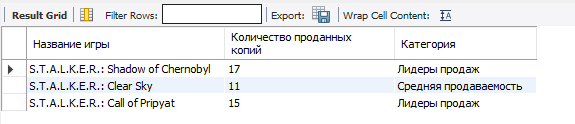 Result Grid Filter Rows: Export: Wrap Cell Content:
Название игры Количество проданных копий Категория
S.T.A.L.K.E.R.: Shadow of Chernobyl 17 Лидеры продаж
S.T.A.L.K.E.R.: Clear Sky 11 Средняя продаваемость
S.T.A.L.K.E.R.: Call of Pripyat 15 Лидеры продаж